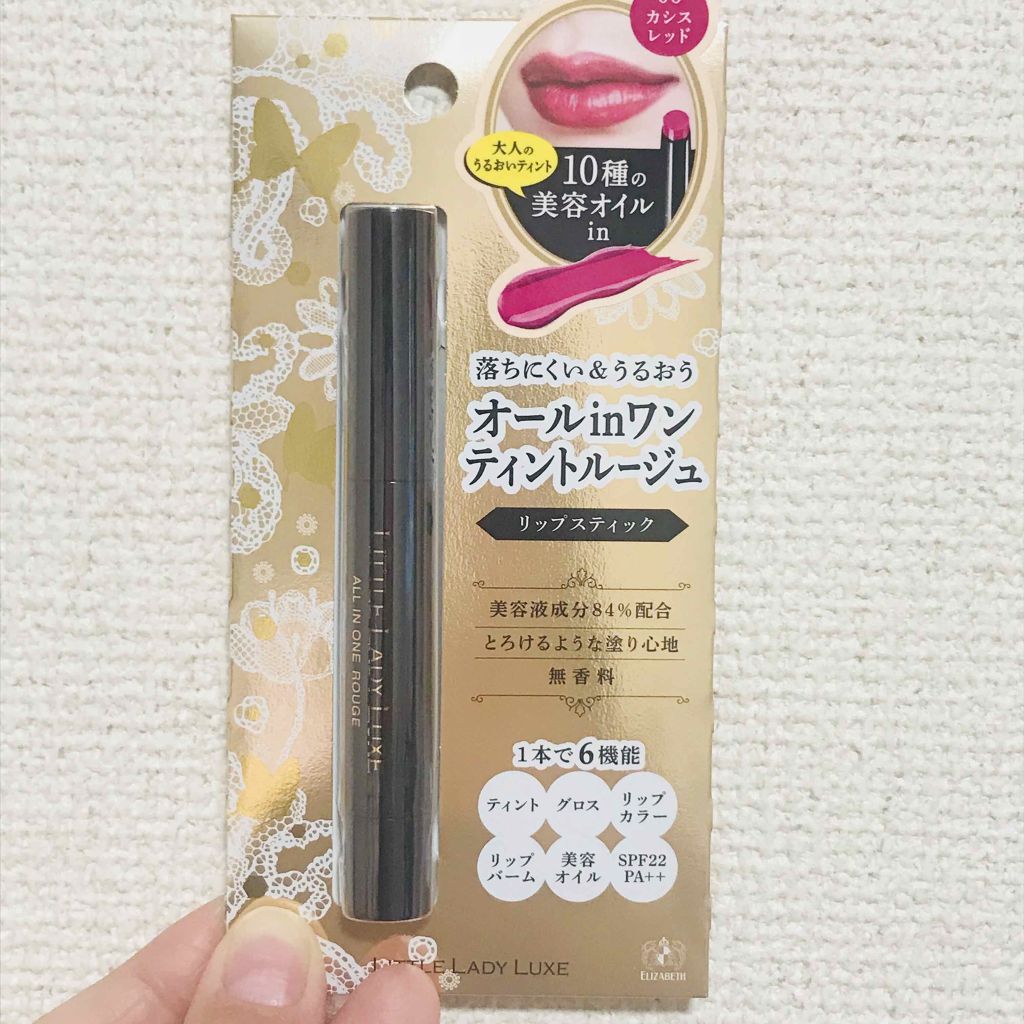 カシス
レッド
大人の
うるおいティント
10種の
美容オイル
in
落ちにくい&うるおう
オールinワン
ティントルージュ
リップスティック
美容液成分84%配合
とろけるような塗り心地
無香料
1本で6機能
ティント
グロス
リップ
カラー
リップ
バーム
美容
オイル
SPF22
PA++
LITTLE LADY LUXE
ALL IN ONE ROUGE
LITTLE LADY LUXE
ELIZABETH